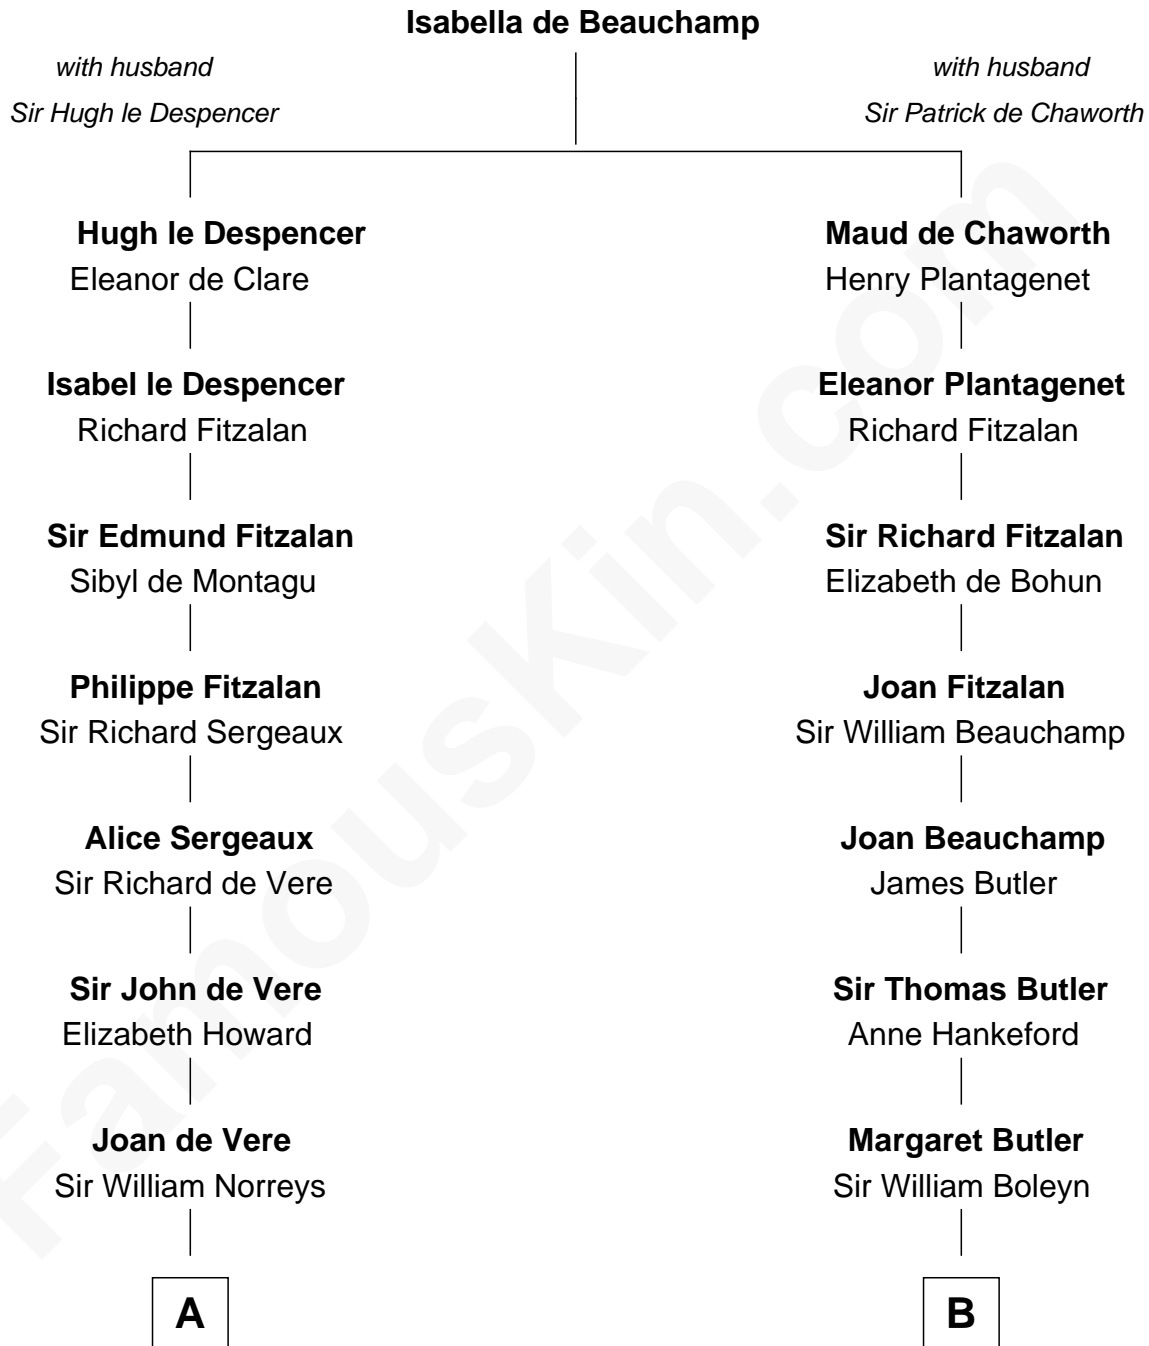 Isabella de Beauchamp
with husband
Sir Hugh le Despencer
with husband
Sir Patrick de Chaworth
Hugh le Despencer
Eleanor de Clare
Maud de Chaworth
Henry Plantagenet
Isabel le Despencer
Richard Fitzalan
Eleanor Plantagenet
Richard Fitzalan
Sir Edmund Fitzalan
Sibyl de Montagu
Sir Richard Fitzalan
Elizabeth de Bohun
Philippe Fitzalan
Sir Richard Sergeaux
Joan Fitzalan
Sir William Beauchamp
Alice Sergeaux
Sir Richard de Vere
Joan Beauchamp
James Butler
Sir John de Vere
Elizabeth Howard
Sir Thomas Butler
Anne Hankeford
Joan de Vere
Sir William Norreys
Margaret Butler
Sir William Boleyn
A
B
FamousKin.com